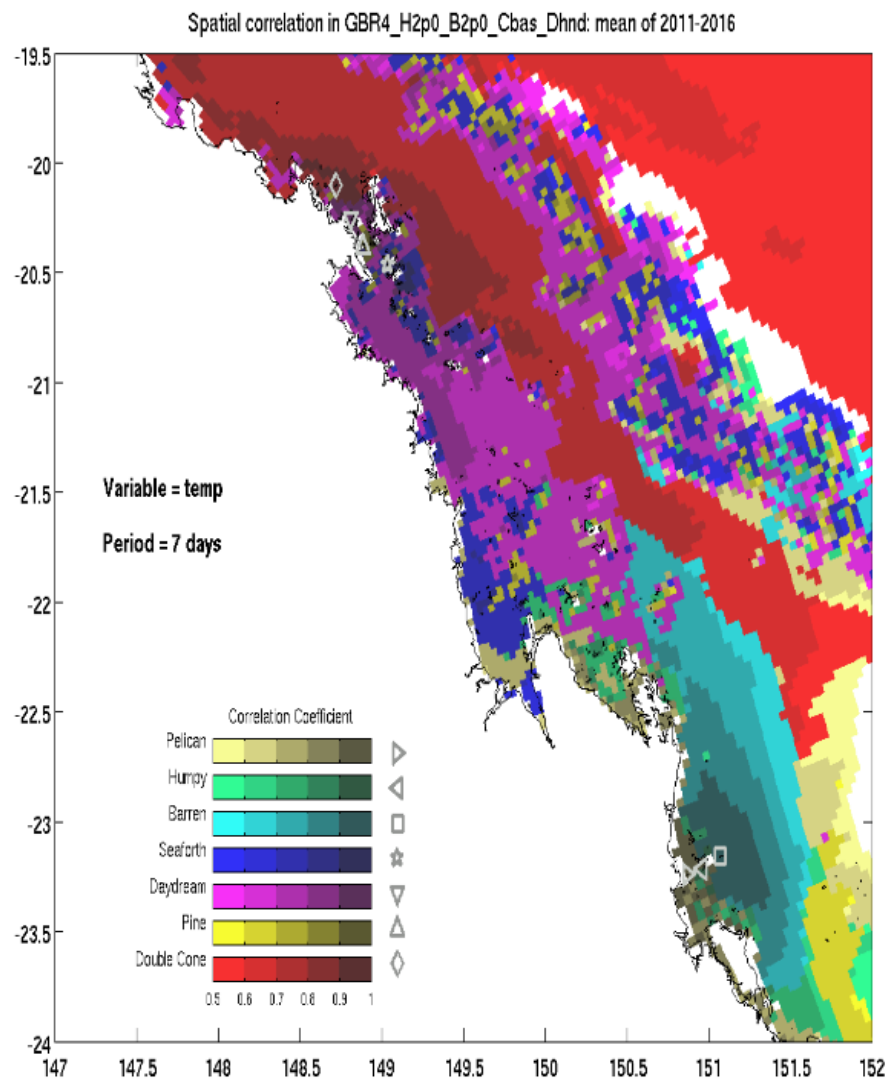 Spatial correlation in GBR4_H2p0_B2p0_Cbas_Dhnd: mean of 2011-2016
-19.5
-20
-20.5
-21
-21.5
-22
-22.5
-23
-23.5
-24
Variable = temp
Period = 7 days
Correlation Coefficient
Pelican
Humpy
Barren
Seaforth
Daydream
Pine
Double Cone
0.5 0.6 0.7 0.8 0.9 1
147 147.5 148 148.5 149 149.5 150 150.5 151 151.5 152